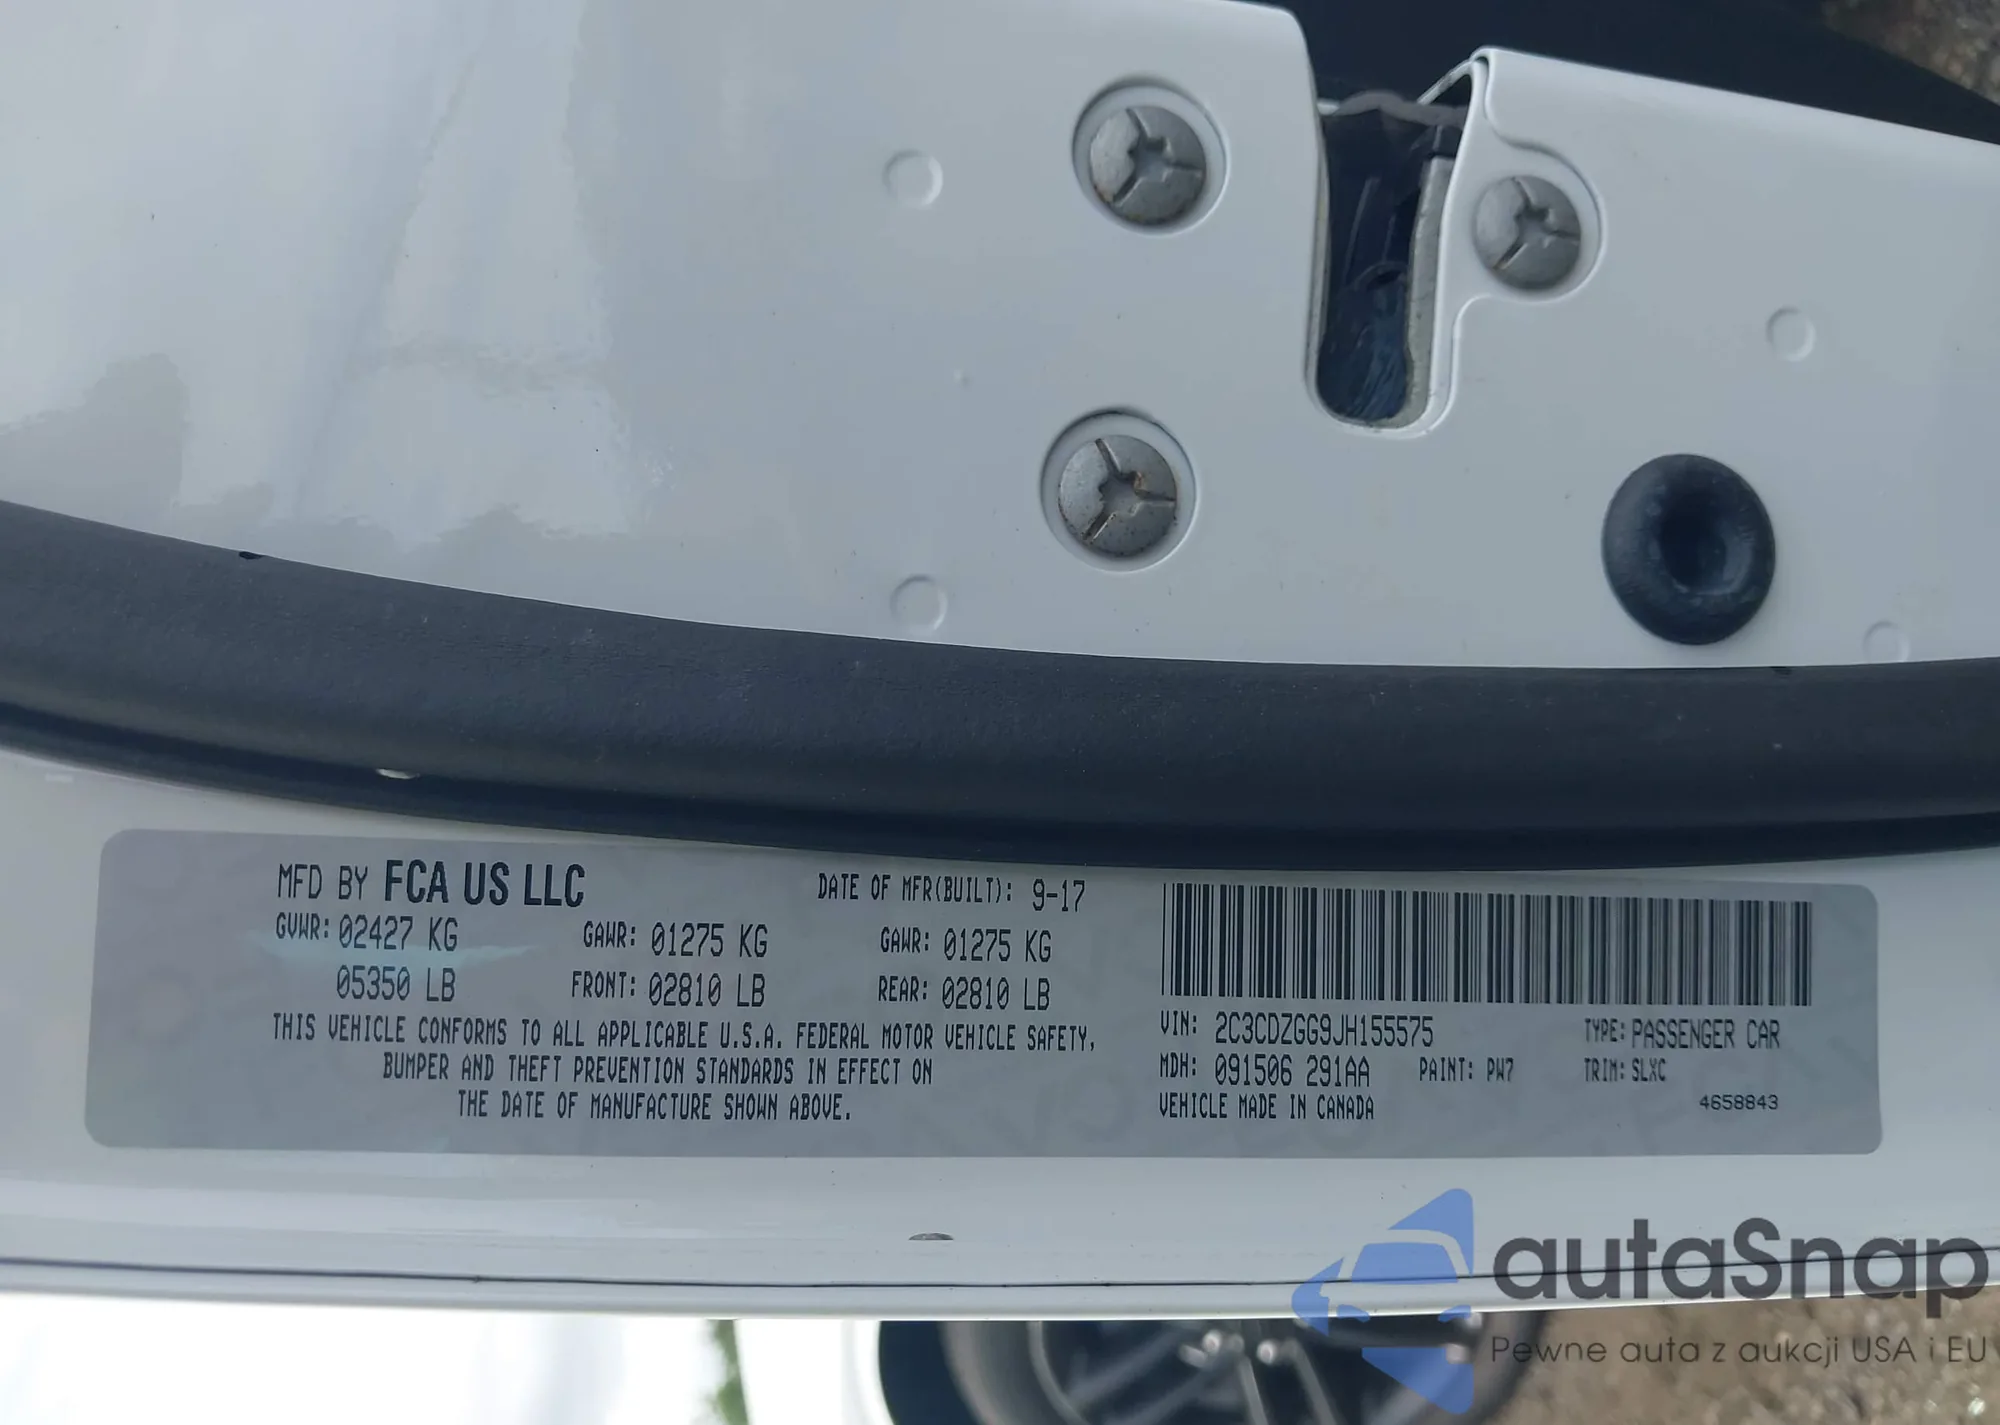 MFD BY FCA US LLC DATE OF MFR(BUILT): 9-17
GVWR: 02427 KG GAWR: 01275 KG GAWR: 01275 KG
05350 LB FRONT: 02810 LB REAR: 02810 LB
THIS VEHICLE CONFORMS TO ALL APPLICABLE U.S.A. FEDERAL MOTOR VEHICLE SAFETY,
BUMPER AND THEFT PREVENTION STANDARDS IN EFFECT ON
THE DATE OF MANUFACTURE SHOWN ABOVE.
VIN: 2C3CDZGG9JH155575 TYPE: PASSENGER CAR
MDH: 091506 291AA PAINT: PW7 TRIM: SLXC
VEHICLE MADE IN CANADA 4658843
autaSnap
Pewne auta z aukcji USA i EU